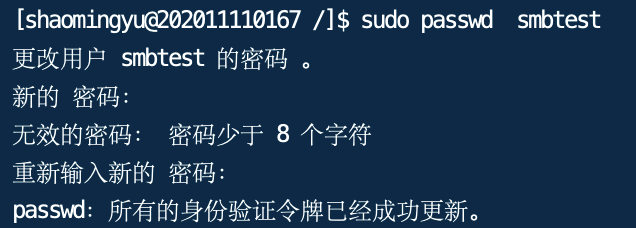 [shaomingyu@202011110167 /]$ sudo passwd  smbtest
更改用户 smbtest 的密码 。
新的 密码:
无效的密码:  密码少于 8 个字符
重新输入新的 密码:
passwd: 所有的身份验证令牌已经成功更新。